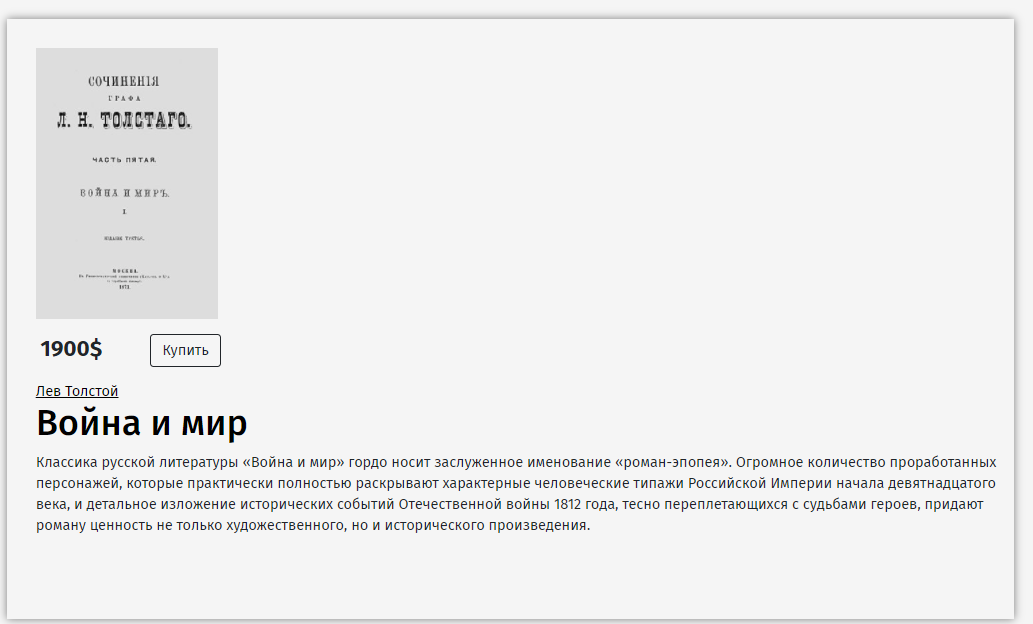 СОЧИНЕНІЯ
ГРАФА
Л. Н. ТОЛСТАГО.
ЧАСТЬ ПЯТАЯ.
ВОЙНА И МИРЪ.
I.
ИЗДАНІЕ ТРЕТЬЕ.
МОСКВА.
1873.
1900$
Купить
Лев Толстой
Война и мир
Классика русской литературы «Война и мир» гордо носит заслуженное именование «роман-эпопея». Огромное количество проработанных
персонажей, которые практически полностью раскрывают характерные человеческие типажи Российской Империи начала девятнадцатого
века, и детальное изложение исторических событий Отечественной войны 1812 года, тесно переплетающихся с судьбами героев, придают
роману ценность не только художественного, но и исторического произведения.